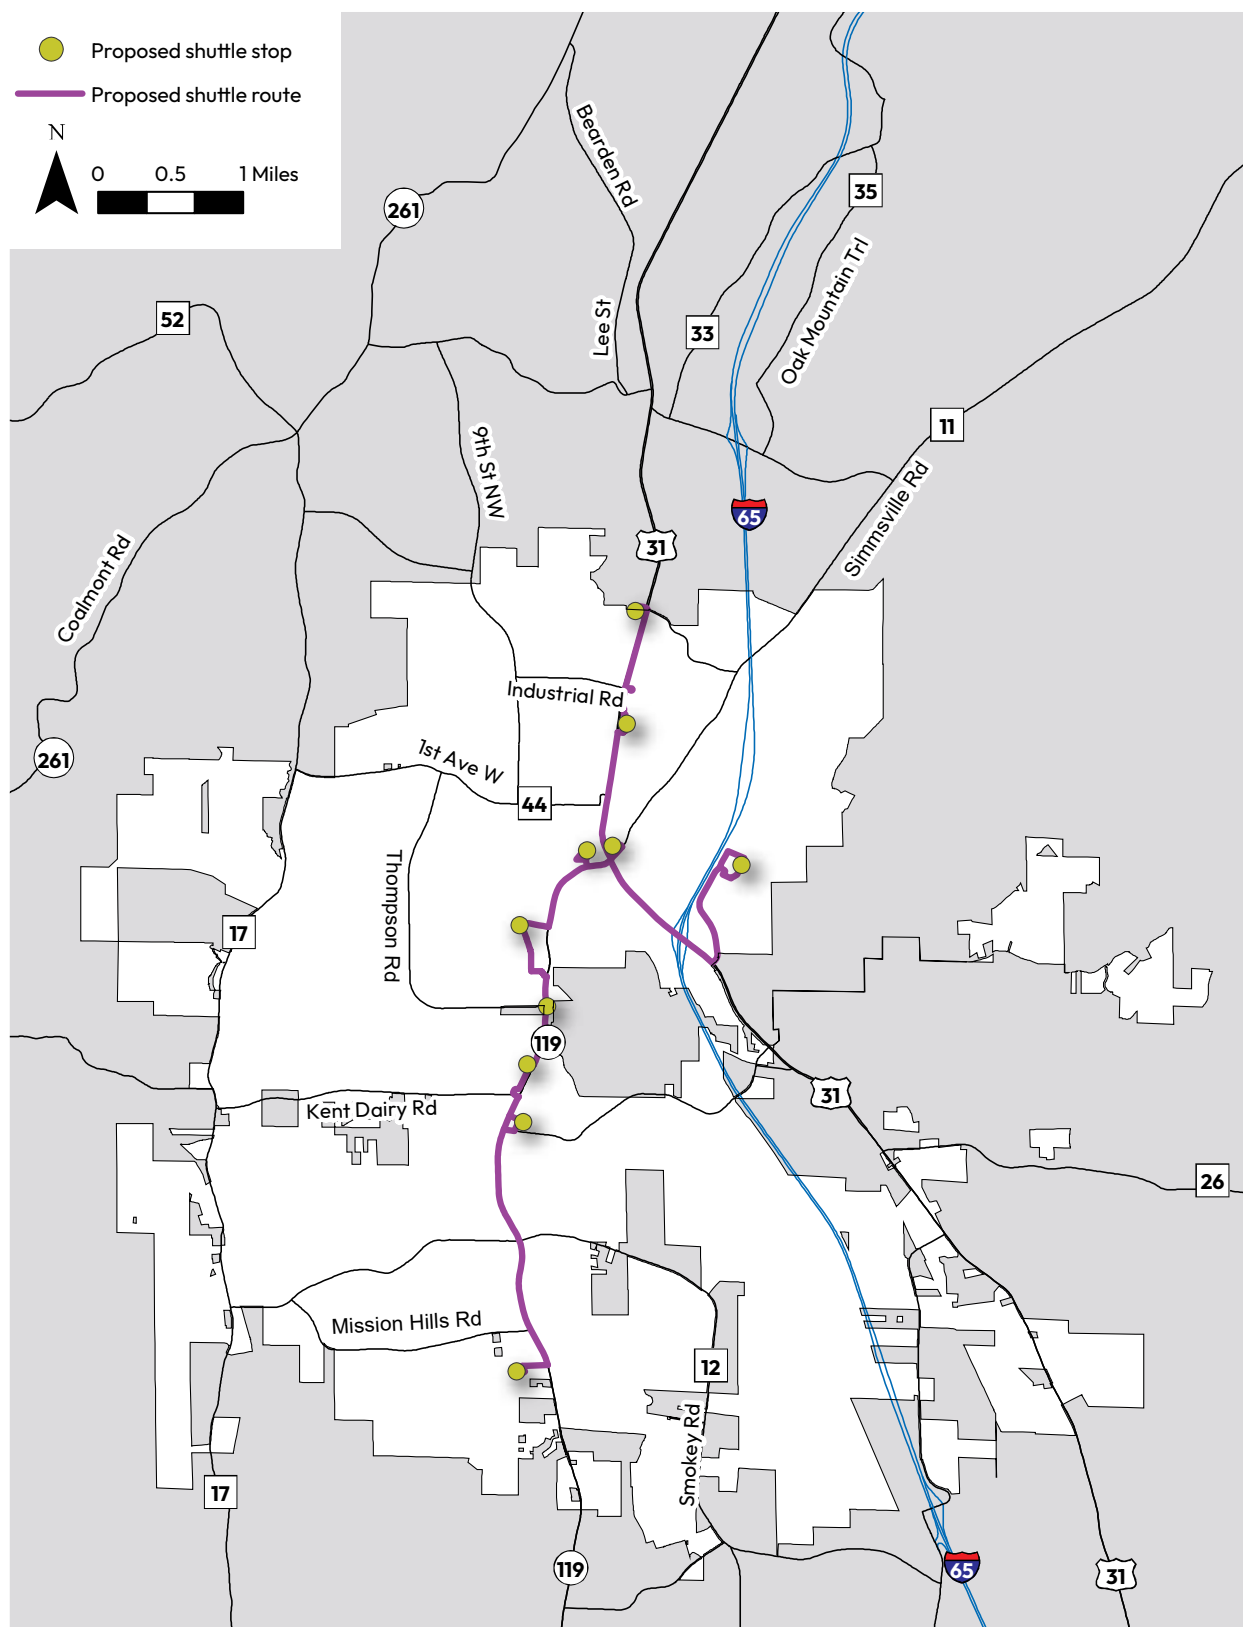 Proposed shuttle stop
Proposed shuttle route
N
0 0.5 1 Miles
Bearden Rd
261
35
Oak Mountain Trl
52
Lee St
33
11
9th St NW
Simmsville Rd
65
31
Coalmont Rd
Industrial Rd
261
1st Ave W
44
Thompson Rd
17
119
31
Kent Dairy Rd
26
Mission Hills Rd
12
Smokey Rd
17
119
65
31